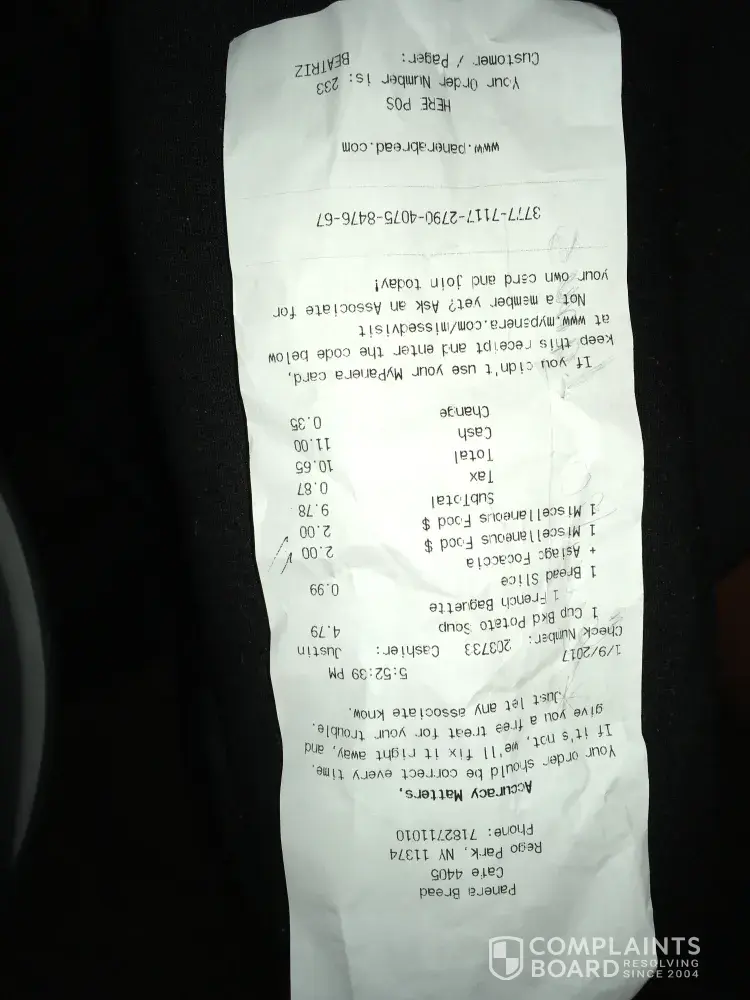 Panera Bread
Cafe 4405
Rego Park, NY 11374
Phone: 7182711010
Accuracy Matters.
Your order should be correct every time.
If it's not, we'll fix it right away, and
give you a free treat for your trouble.
Just let any associate know.
5:52:39 PM
1/9/2017
Check Number: 203733 Cashier: Justin
1 Cup Bkd Potato Soup 4.79
1 French Baguette
1 Bread Slice 0.99
+ Asiago Focaccia
1 Miscellaneous Food $ 2.00
1 Miscellaneous Food $ 2.00
SubTotal 9.78
Tax 0.87
Total 10.65
Cash 11.00
Change 0.35
If you didn't use your MyPanera card,
keep this receipt and enter the code below
at www.mypanera.com/missedvisit
Not a member yet? Ask an Associate for
your own card and join today!
3777-7117-2790-4075-8476-67
www.panerabread.com
HERE POS
Your Order Number is: 233
Customer / Pager: BEATRIZ
COMPLAINTS
BOARD RESOLVING
SINCE 2004